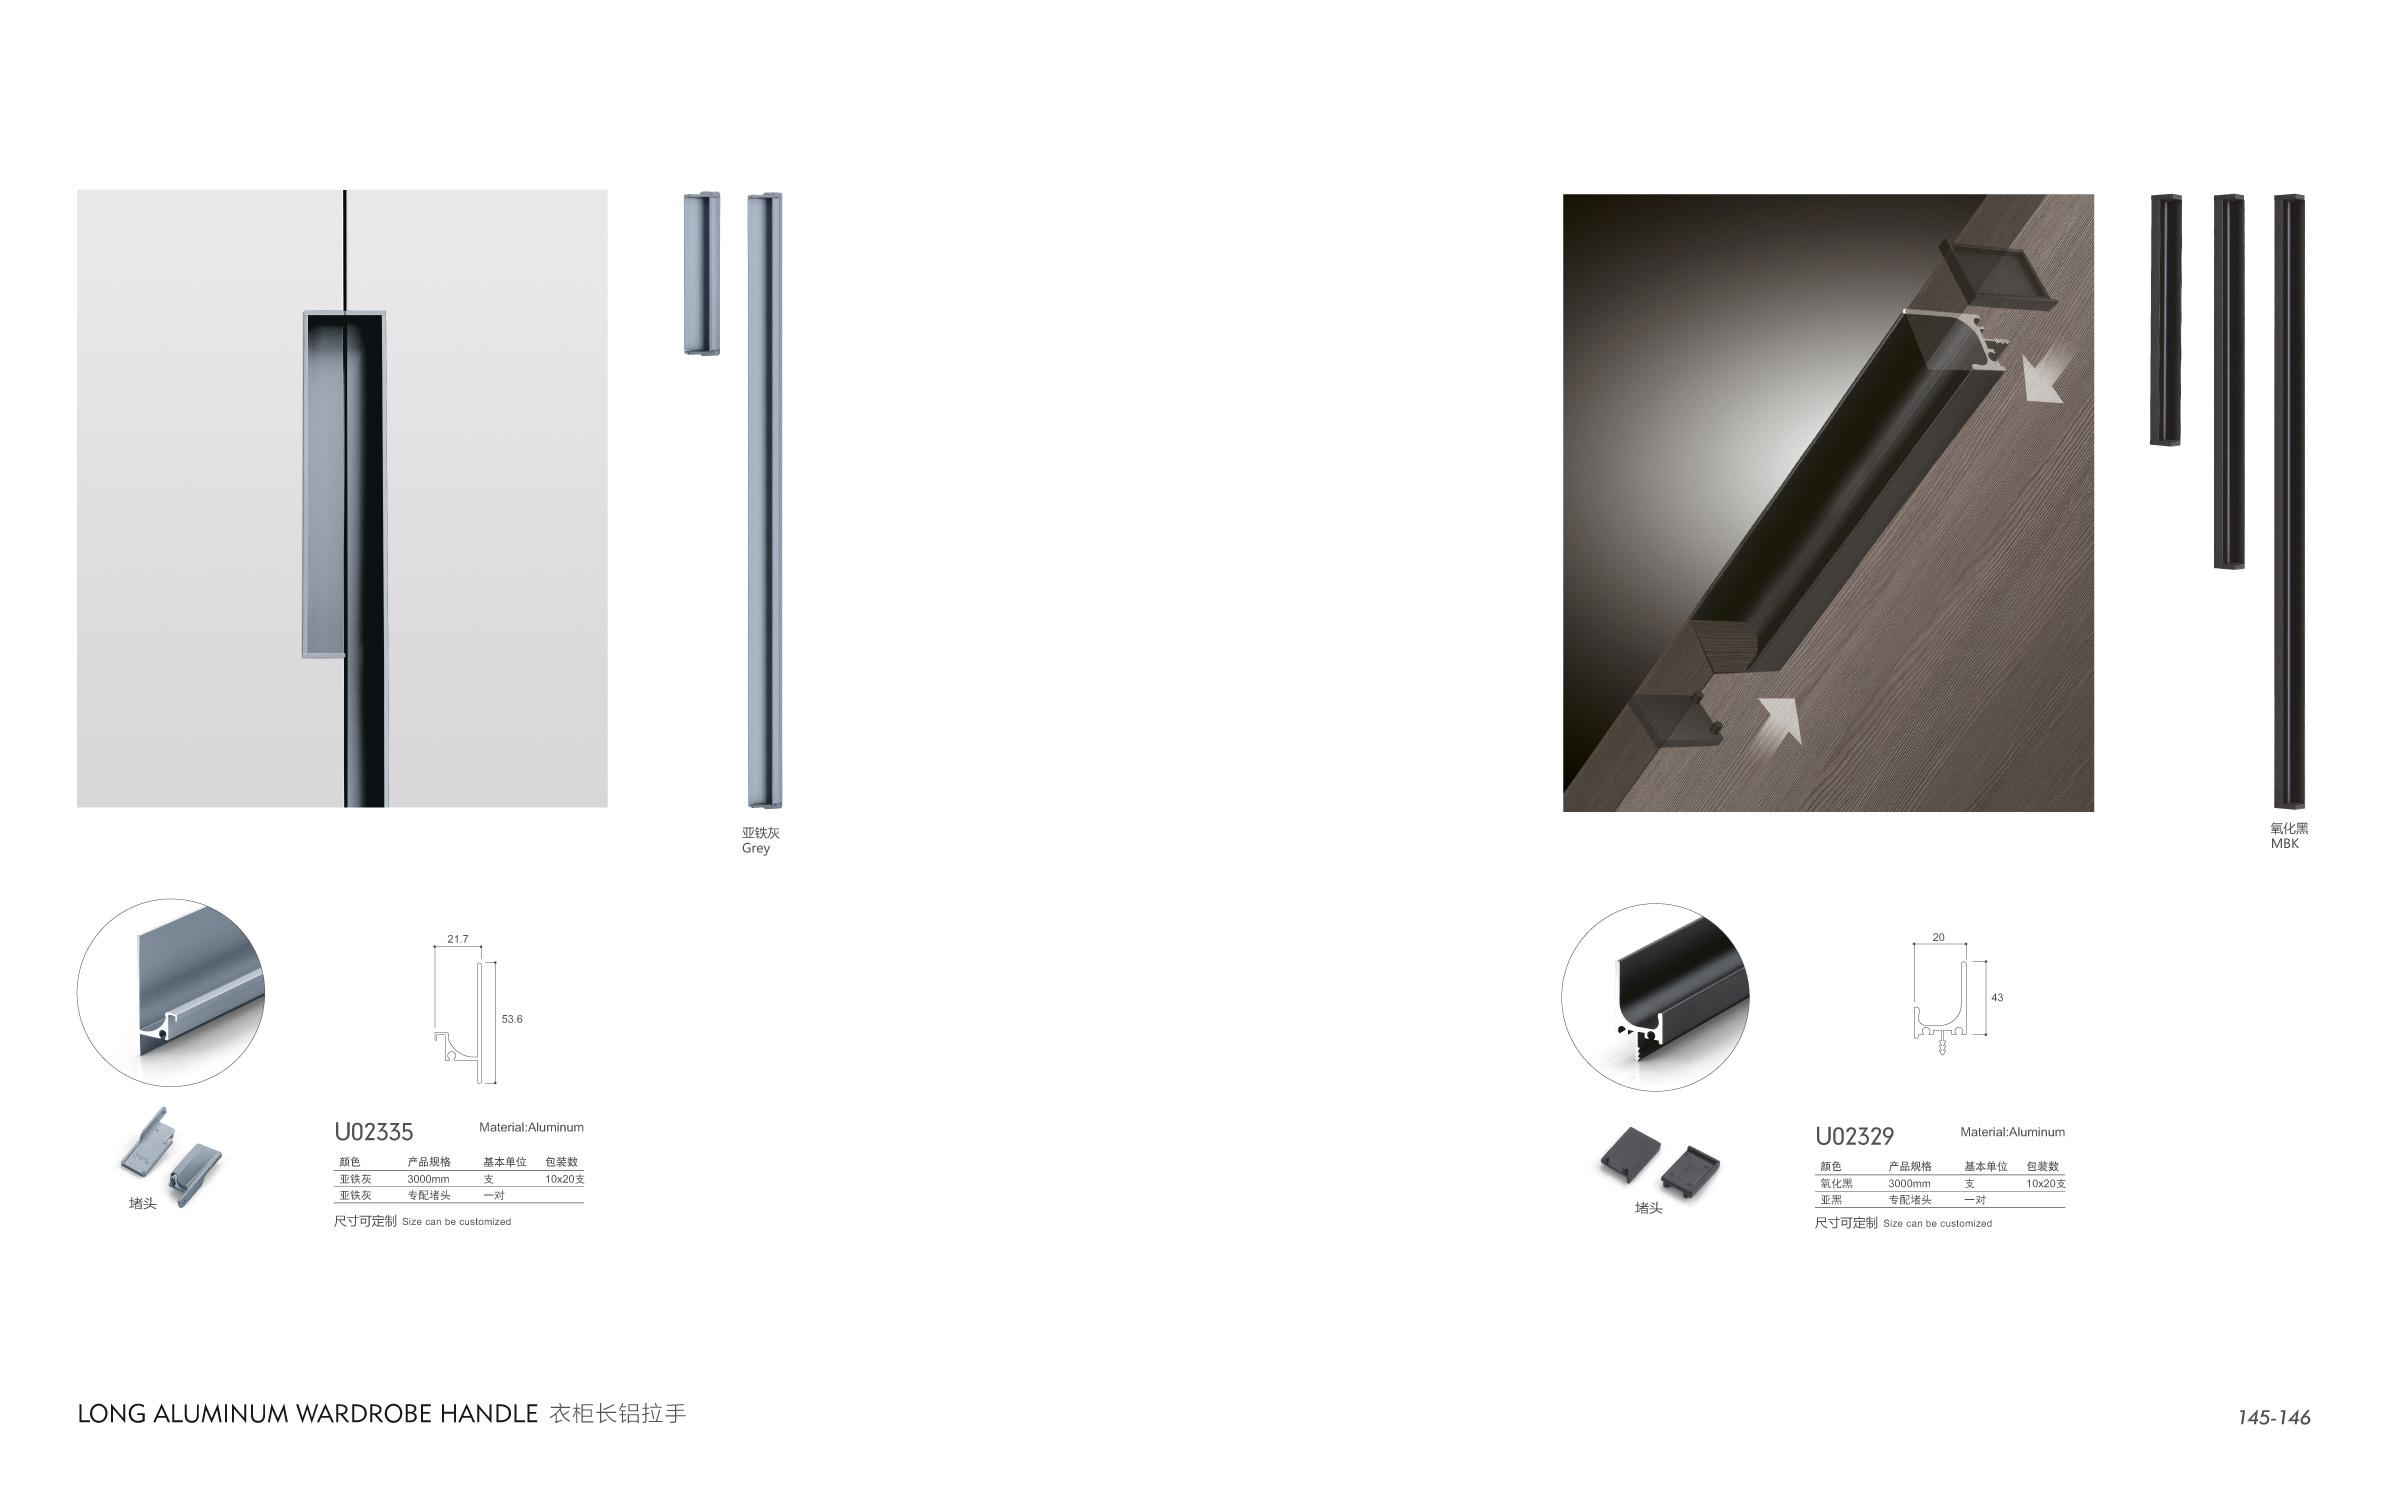 亚铁灰
Grey
21.7
53.6
堵头
U02335 Material:Aluminum
颜色 产品规格 基本单位 包装数
亚铁灰 3000mm 支 10x20支
亚铁灰 专配堵头 一对
尺寸可定制 Size can be customized
氧化黑
MBK
20
43
堵头
U02329 Material:Aluminum
颜色 产品规格 基本单位 包装数
氧化黑 3000mm 支 10x20支
亚黑 专配堵头 一对
尺寸可定制 Size can be customized
LONG ALUMINUM WARDROBE HANDLE 衣柜长铝拉手
145-146